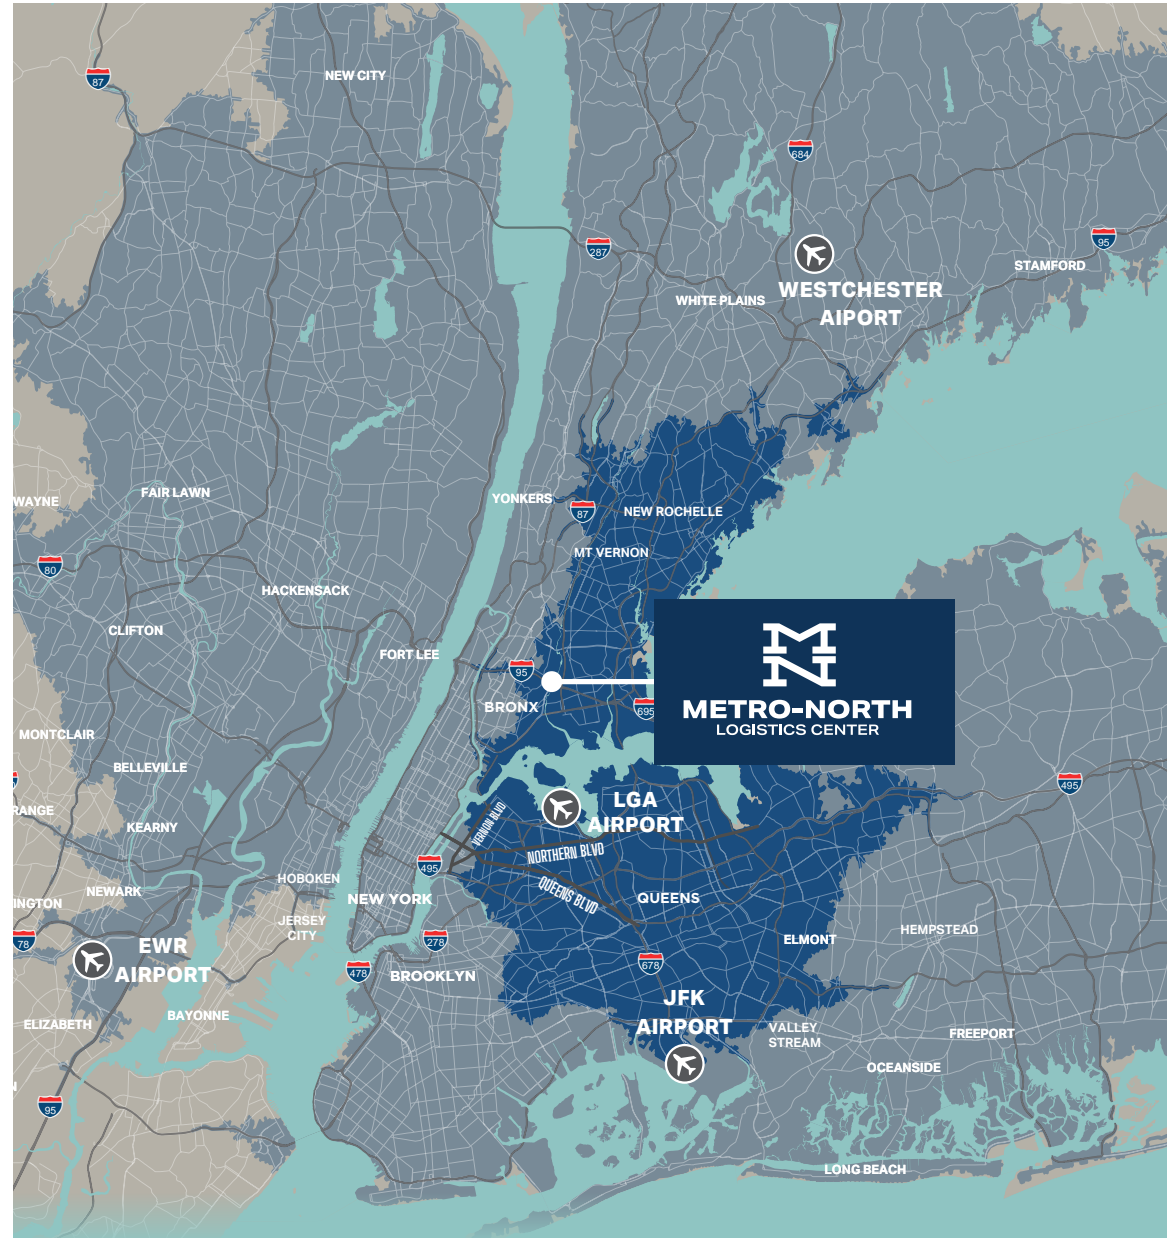 87
NEW CITY
684
287
95
STAMFORD
WESTCHESTER
AIPORT
WHITE PLAINS
WAYNE
FAIR LAWN
YONKERS
87
NEW ROCHELLE
MT VERNON
80
HACKENSACK
CLIFTON
FORT LEE
95
BRONX
695
METRO-NORTH
LOGISTICS CENTER
MONTCLAIR
BELLEVILLE
495
RANGE
KEARNY
LGA
AIRPORT
VERNON BLVD
NORTHERN BLVD
495
QUEENS BLVD
HOBOKEN
NEWARK
NEW YORK
QUEENS
INGTON
JERSEY
CITY
78
EWR
AIRPORT
278
478
BROOKLYN
678
ELMONT
HEMPSTEAD
JFK
AIRPORT
BAYONNE
ELIZABETH
VALLEY
STREAM
FREEPORT
OCEANSIDE
N
95
LONG BEACH